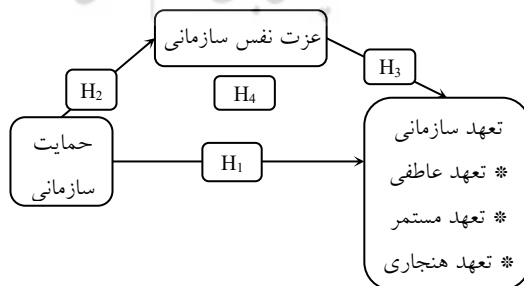 عزت نفس سازمانی
H₃
H₂
H₄
حمایت
سازمانی
H₁
تعهد سازمانی
❊ تعهد عاطفی
❊ تعهد مستمر
❊ تعهد هنجاری